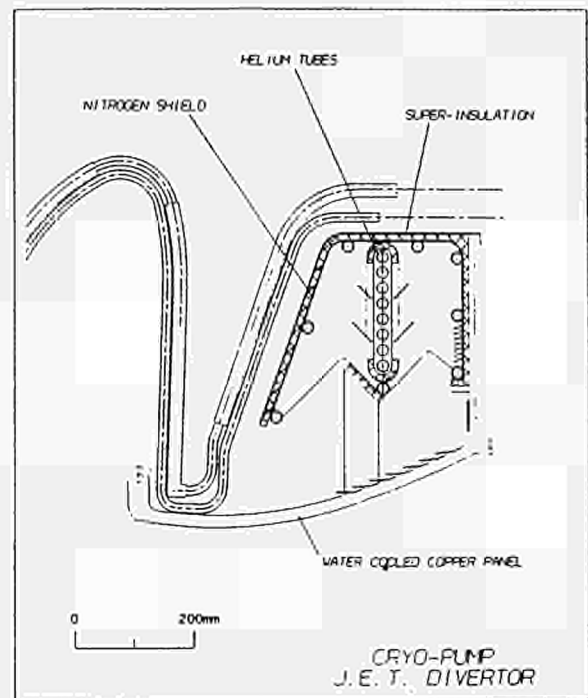 HELIUM TUBES
NITROGEN SHIELD
SUPER-INSULATION
WATER COOLED COPPER PANEL
0 200mm
CRYO-PUMP
J.E.T. DIVERTOR